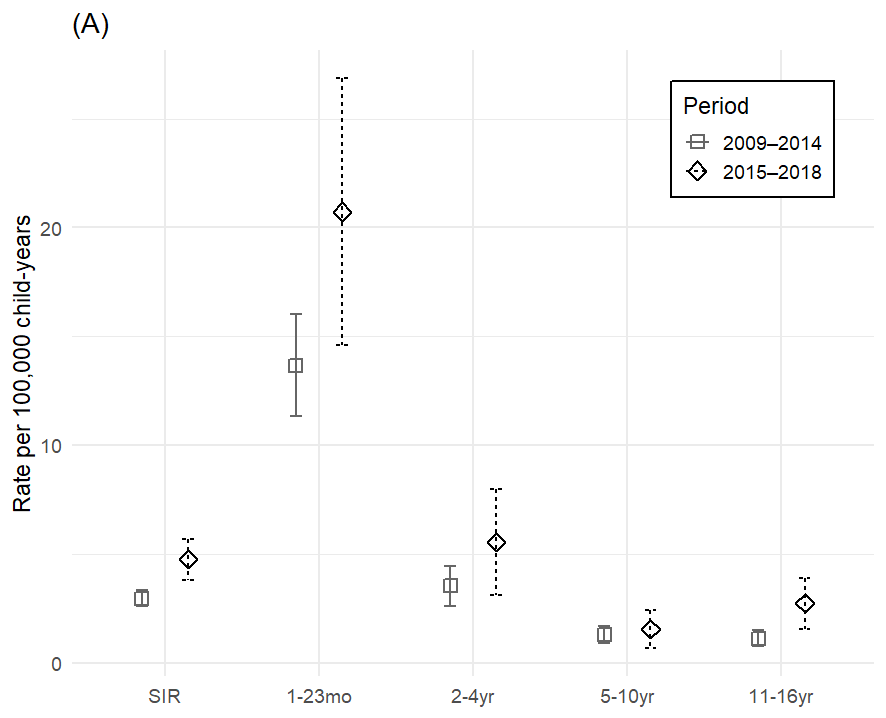 (A)
Period
2009–2014
2015–2018
Rate per 100,000 child-years
20
10
0
SIR
1-23mo
2-4yr
5-10yr
11-16yr